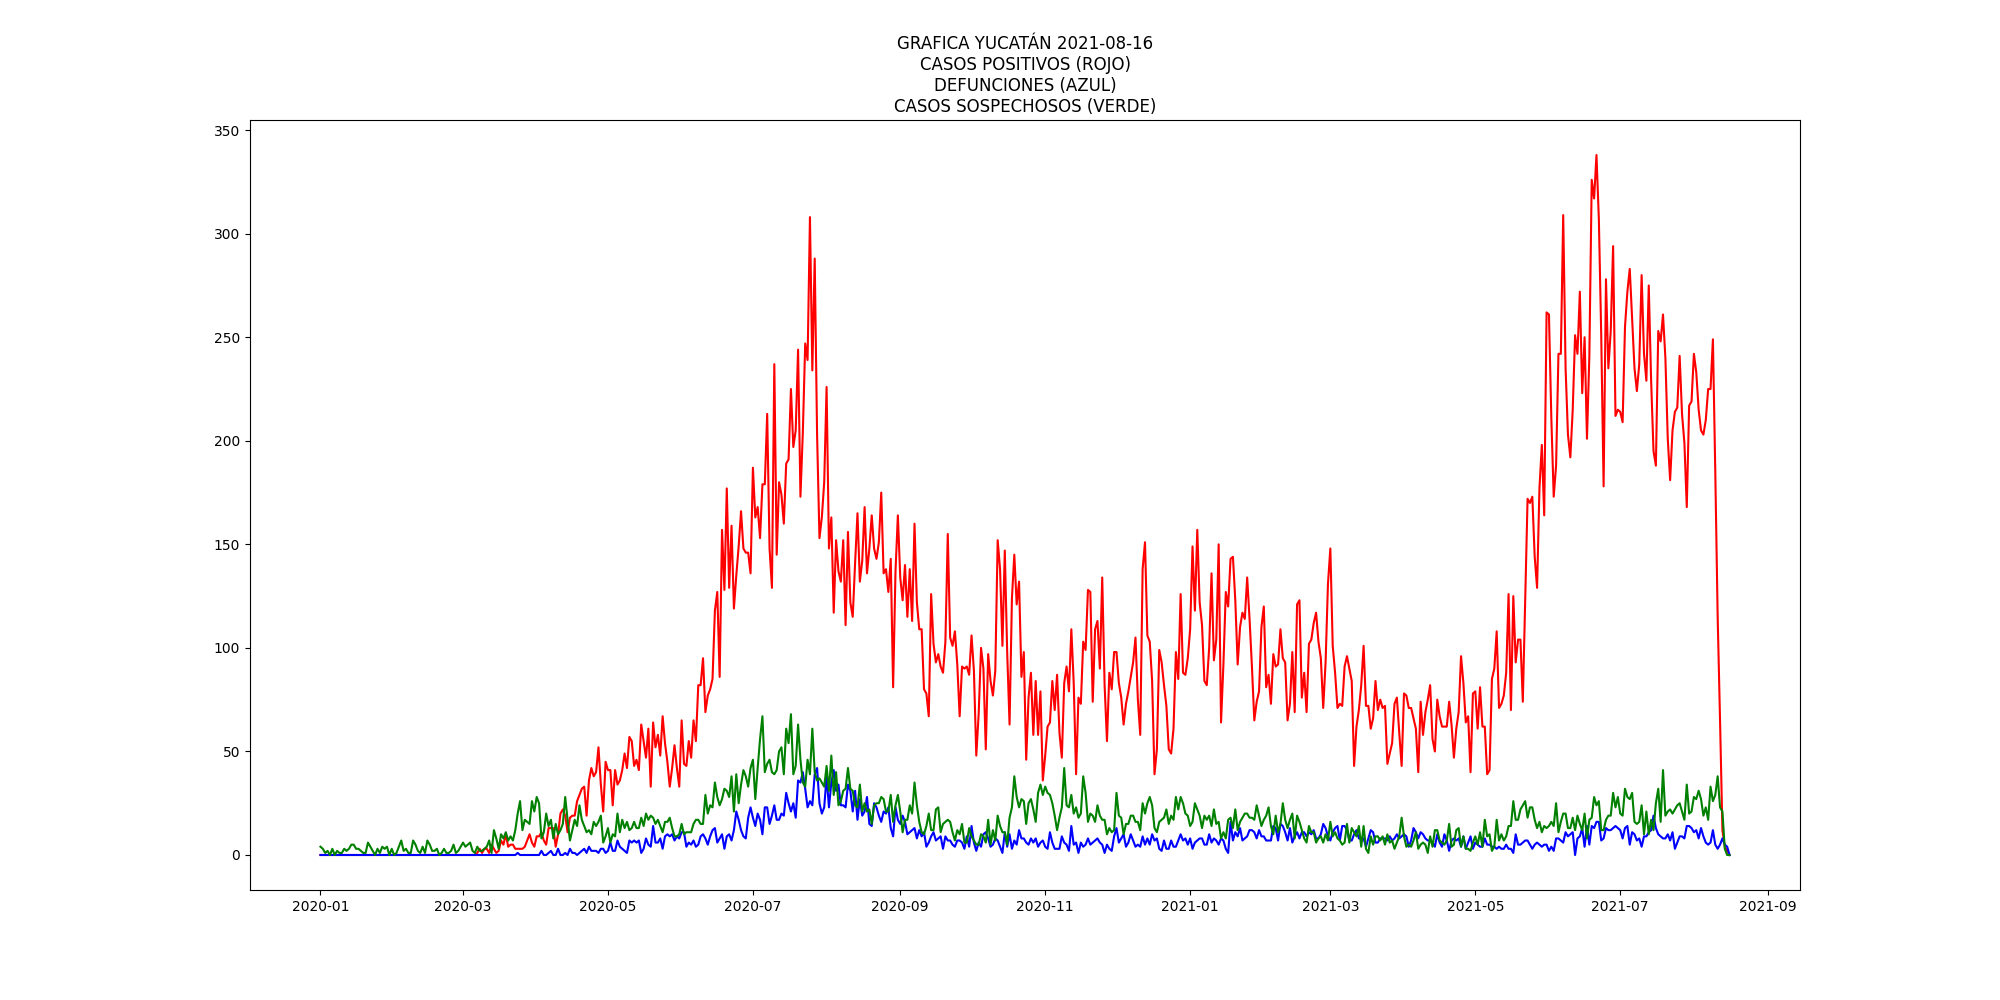 GRAFICA YUCATÁN 2021-08-16
CASOS POSITIVOS (ROJO)
DEFUNCIONES (AZUL)
CASOS SOSPECHOSOS (VERDE)
350
300
250
200
150
100
50
0
2020-01 2020-03 2020-05 2020-07 2020-09 2020-11 2021-01 2021-03 2021-05 2021-07 2021-09